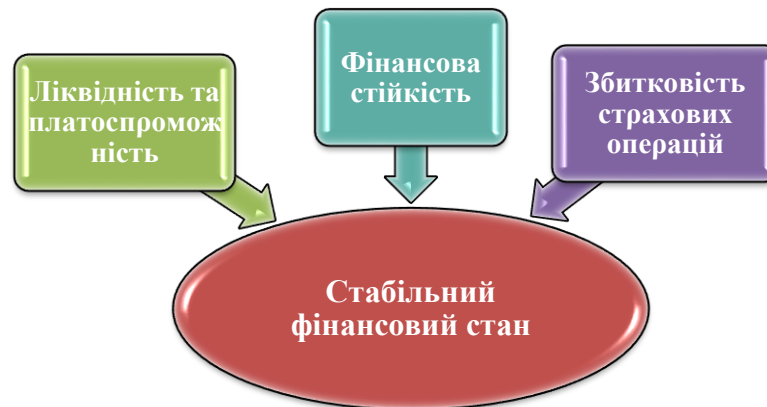 Ліквідність та
платоспромож
ність
Фінансова
стійкість
Збитковість
страхових
операцій
Стабільний
фінансовий стан